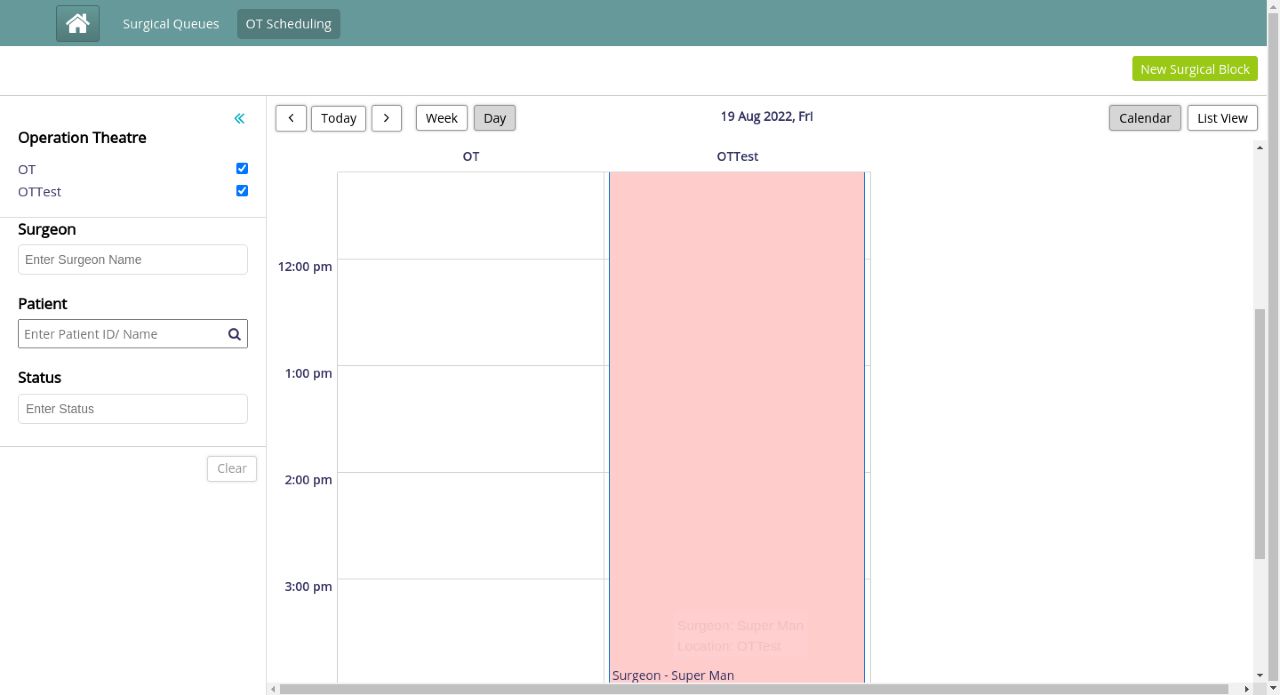 Surgical Queues
OT Scheduling
New Surgical Block
Operation Theatre
OT
OTTest
Surgeon
Enter Surgeon Name
Patient
Enter Patient ID/ Name
Status
Enter Status
Clear
Today
Week
Day
19 Aug 2022, Fri
Calendar
List View
OT
OTTest
12:00 pm
1:00 pm
2:00 pm
3:00 pm
Surgeon: Super Man
Location: OTTest
Surgeon - Super Man